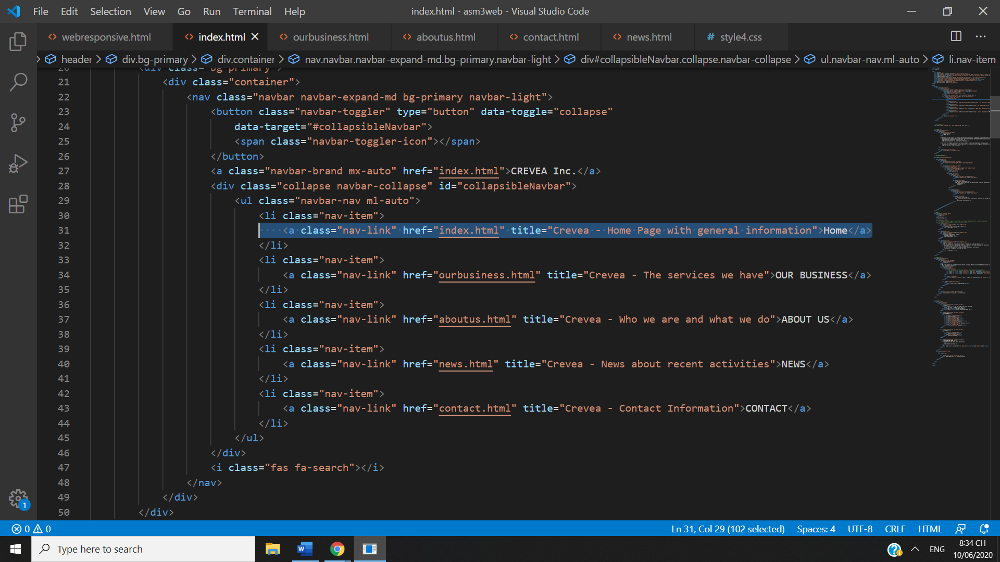 File Edit Selection View Go Run Terminal Help index.html - asm3web - Visual Studio Code
webresponsive.html index.html ourbusiness.html aboutus.html contact.html news.html # style4.css
header > div.bg-primary > div.container > nav.navbar.navbar-expand-md.bg-primary.navbar-light > div#collapsibleNavbar.collapse.navbar-collapse > ul.navbar-nav.ml-auto > li.nav-item
20 <div class="bg-primary">
21 <div class="container">
22 <nav class="navbar navbar-expand-md bg-primary navbar-light">
23 <button class="navbar-toggler" type="button" data-toggle="collapse"
24 data-target="#collapsibleNavbar">
25 <span class="navbar-toggler-icon"></span>
26 </button>
27 <a class="navbar-brand mx-auto" href="index.html">CREVEA Inc.</a>
28 <div class="collapse navbar-collapse" id="collapsibleNavbar">
29 <ul class="navbar-nav ml-auto">
30 <li class="nav-item">
31 <a class="nav-link" href="index.html" title="Crevea - Home Page with general information">Home</a>
32 </li>
33 <li class="nav-item">
34 <a class="nav-link" href="ourbusiness.html" title="Crevea - The services we have">OUR BUSINESS</a>
35 </li>
36 <li class="nav-item">
37 <a class="nav-link" href="aboutus.html" title="Crevea - Who we are and what we do">ABOUT US</a>
38 </li>
39 <li class="nav-item">
40 <a class="nav-link" href="news.html" title="Crevea - News about recent activities">NEWS</a>
41 </li>
42 <li class="nav-item">
43 <a class="nav-link" href="contact.html" title="Crevea - Contact Information">CONTACT</a>
44 </li>
45 </ul>
46 </div>
47 <i class="fas fa-search"></i>
48 </nav>
49 </div>
50 </div>
1
0 0 Ln 31, Col 29 (102 selected) Spaces: 4 UTF-8 CRLF HTML
Type here to search ENG 8:34 CH
10/06/2020